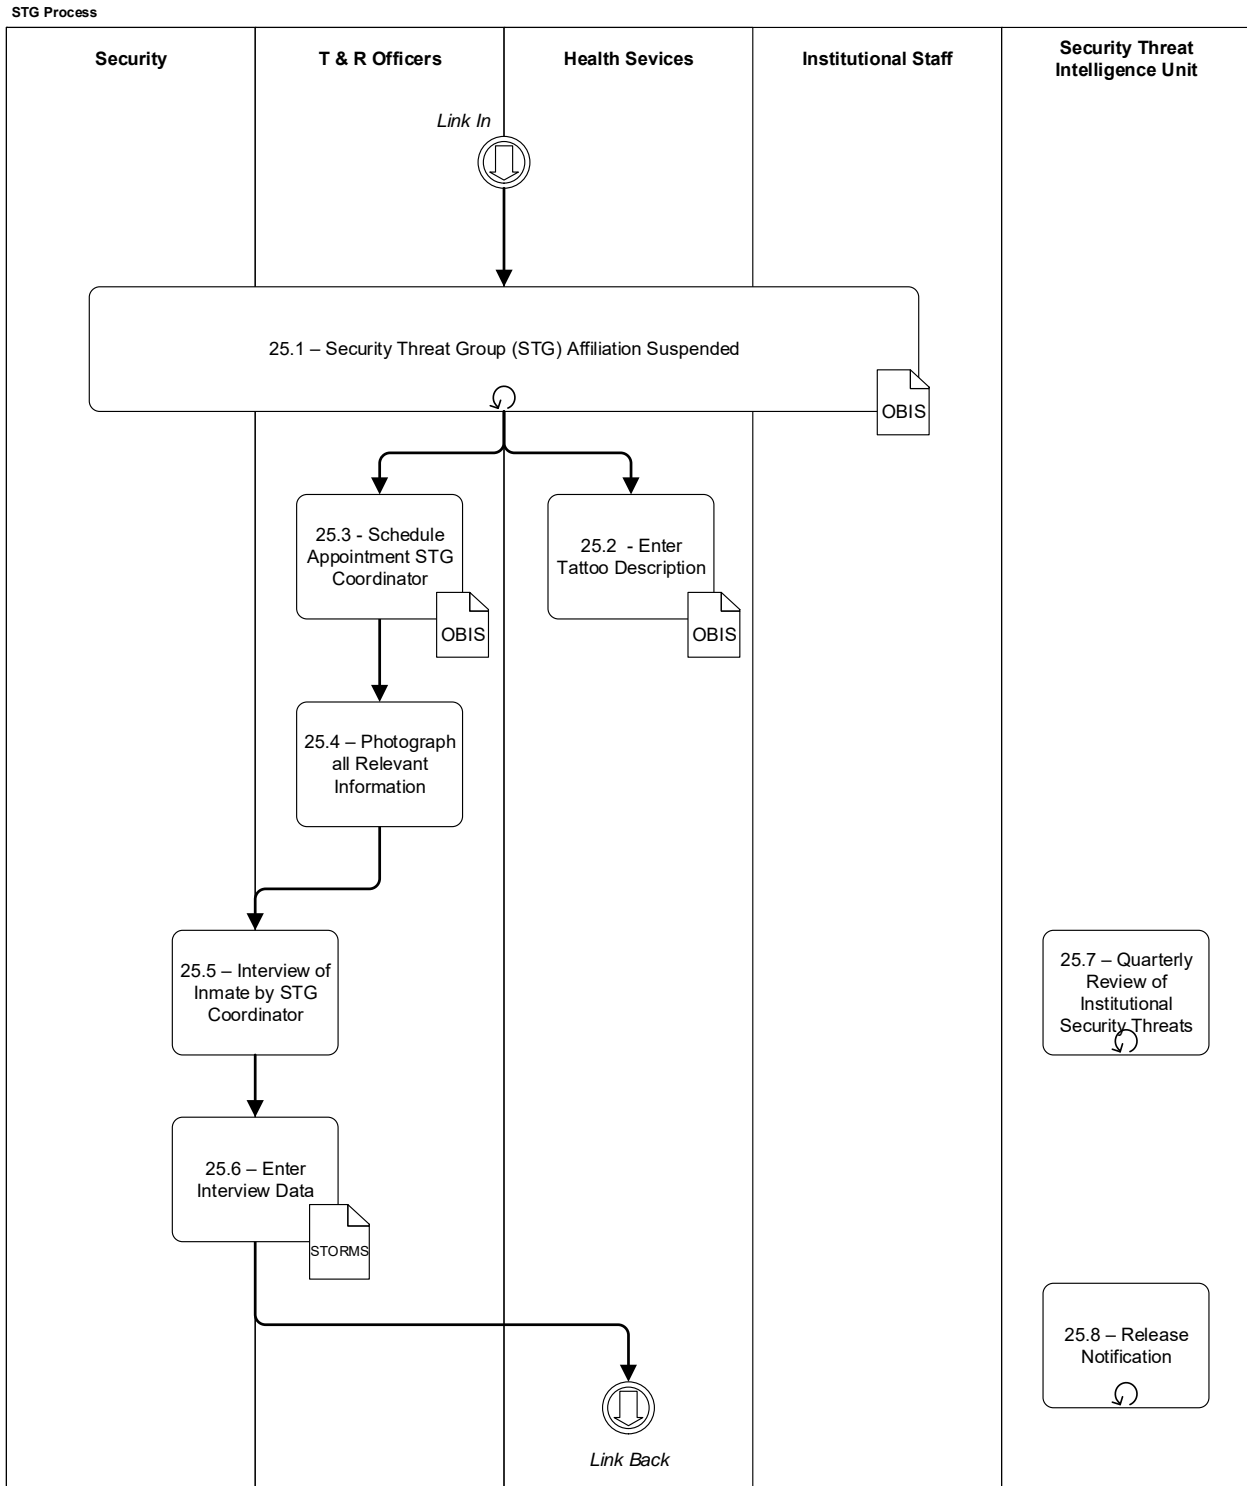 STG Process
Security
T & R Officers
Health Sevices
Institutional Staff
Security Threat
Intelligence Unit
Link In
25.1 – Security Threat Group (STG) Affiliation Suspended
OBIS
25.3 - Schedule
Appointment STG
Coordinator
OBIS
25.2 - Enter
Tattoo Description
OBIS
25.4 – Photograph
all Relevant
Information
25.5 – Interview of
Inmate by STG
Coordinator
25.7 – Quarterly
Review of
Institutional
Security Threats
25.6 – Enter
Interview Data
STORMS
25.8 – Release
Notification
Link Back